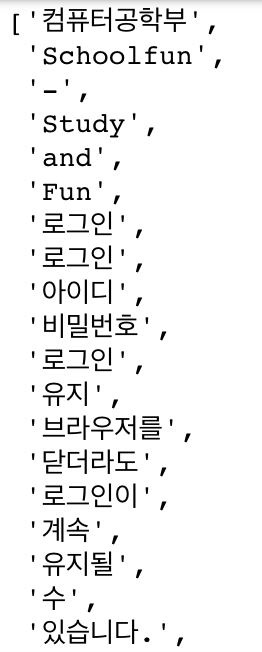 ['컴퓨터공학부',
'Schoolfun',
'-',
'Study',
'and',
'Fun',
'로그인',
'로그인',
'아이디',
'비밀번호',
'로그인',
'유지',
'브라우저를',
'닫더라도',
'로그인이',
'계속',
'유지될',
'수',
'있습니다.',